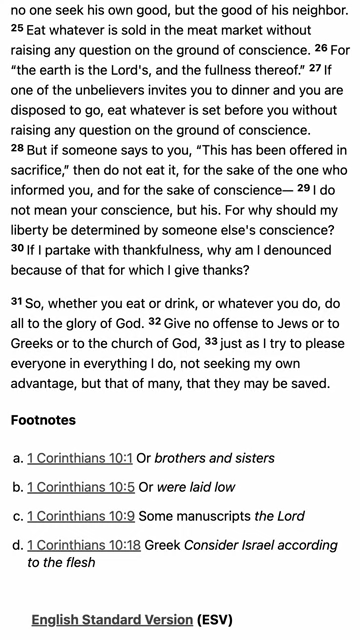 no one seek his own good, but the good of his neighbor.
25 Eat whatever is sold in the meat market without
raising any question on the ground of conscience. 26 For
“the earth is the Lord's, and the fullness thereof.” 27 If
one of the unbelievers invites you to dinner and you are
disposed to go, eat whatever is set before you without
raising any question on the ground of conscience.
28 But if someone says to you, “This has been offered in
sacrifice,” then do not eat it, for the sake of the one who
informed you, and for the sake of conscience— 29 I do
not mean your conscience, but his. For why should my
liberty be determined by someone else's conscience?
30 If I partake with thankfulness, why am I denounced
because of that for which I give thanks?
31 So, whether you eat or drink, or whatever you do, do
all to the glory of God. 32 Give no offense to Jews or to
Greeks or to the church of God, 33 just as I try to please
everyone in everything I do, not seeking my own
advantage, but that of many, that they may be saved.
Footnotes
a. 1 Corinthians 10:1 Or brothers and sisters
b. 1 Corinthians 10:5 Or were laid low
c. 1 Corinthians 10:9 Some manuscripts the Lord
d. 1 Corinthians 10:18 Greek Consider Israel according
to the flesh
English Standard Version (ESV)